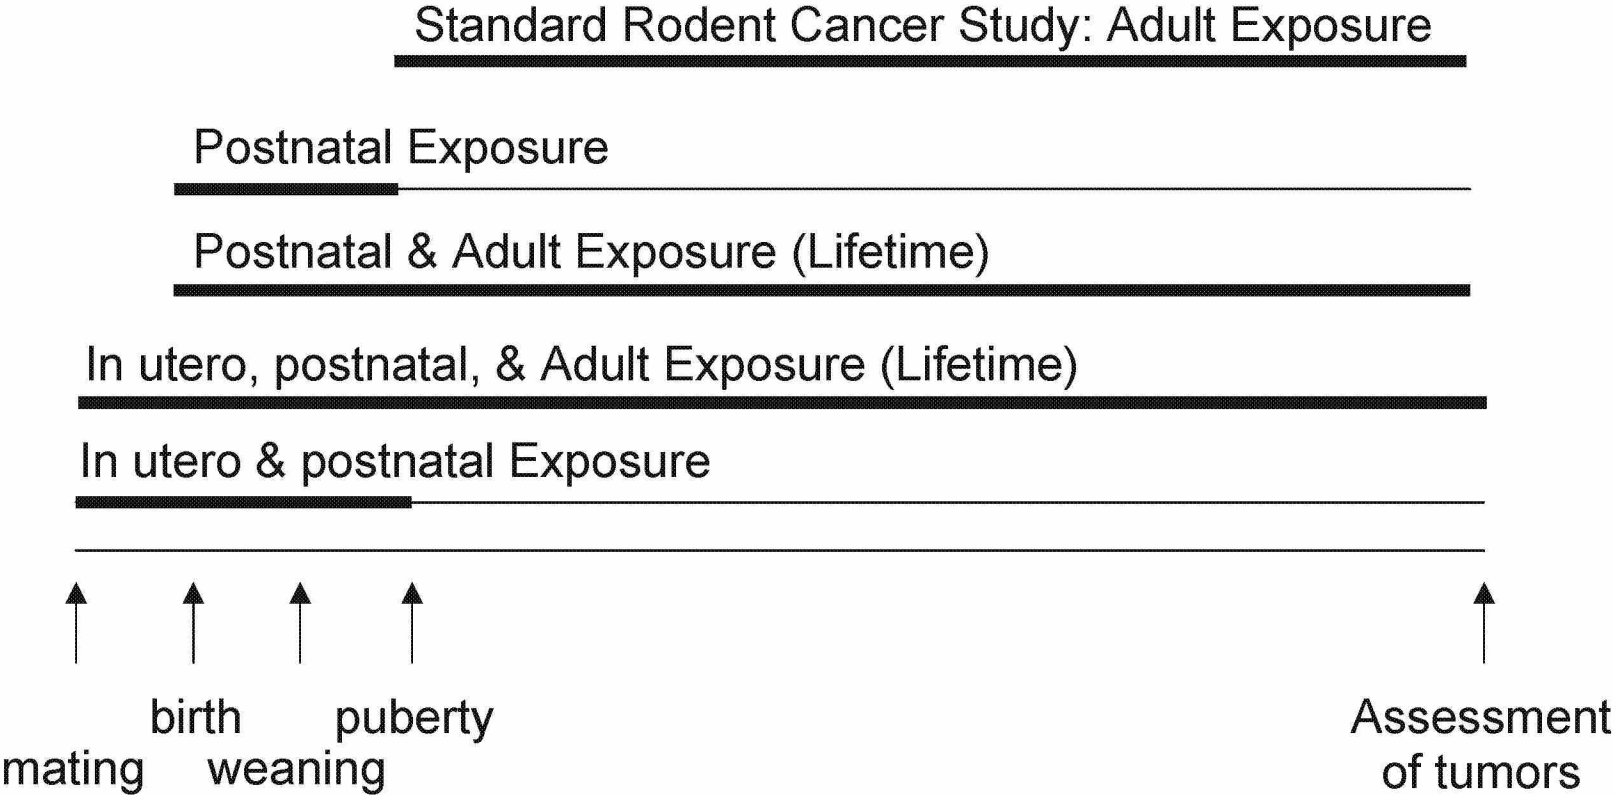 Standard Rodent Cancer Study: Adult Exposure
Postnatal Exposure
Postnatal & Adult Exposure (Lifetime)
In utero, postnatal, & Adult Exposure (Lifetime)
In utero & postnatal Exposure
birth puberty Assessment
mating weaning of tumors